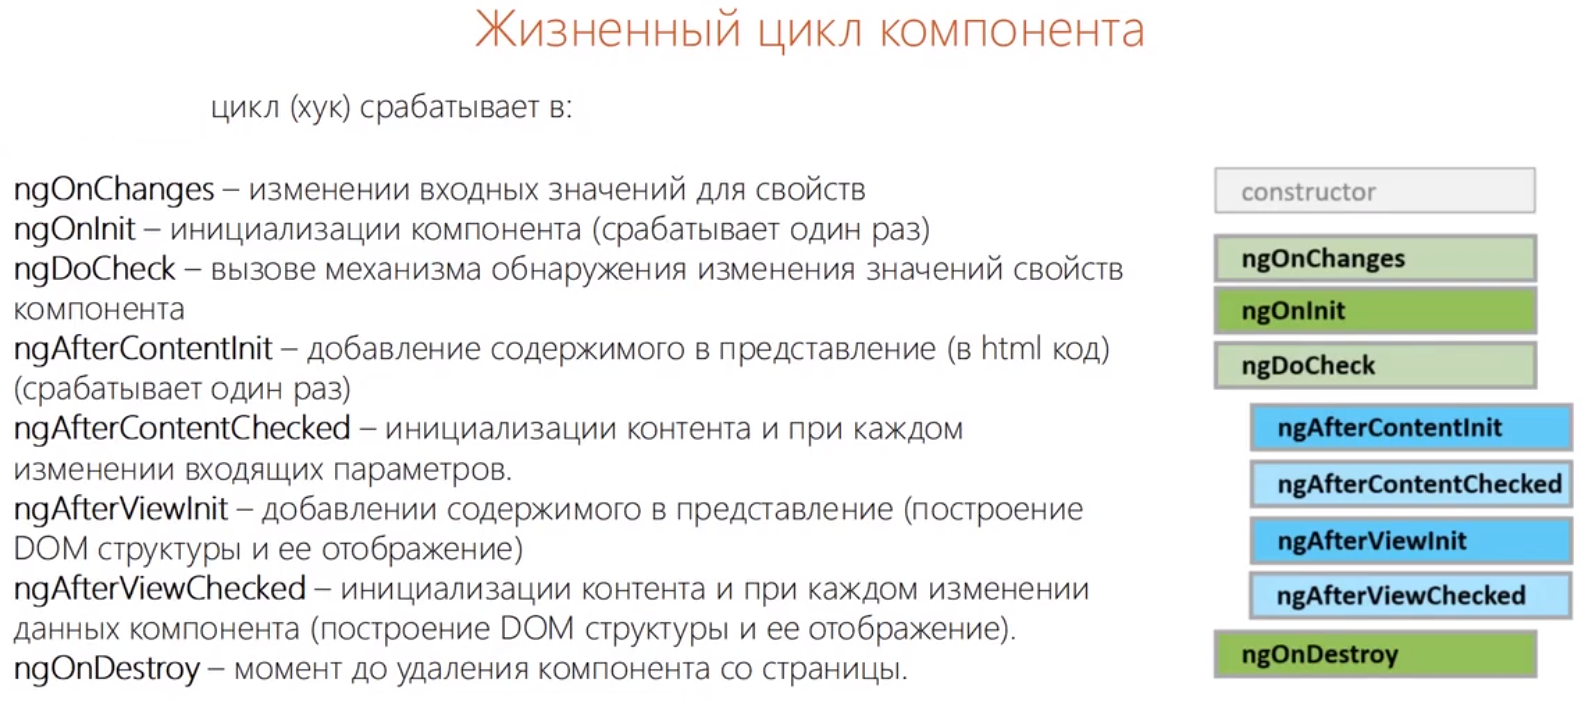 Жизненный цикл компонента
цикл (хук) срабатывает в:
ngOnChanges – изменении входных значений для свойств
ngOnInit – инициализации компонента (срабатывает один раз)
ngDoCheck – вызове механизма обнаружения изменения значений свойств
компонента
ngAfterContentInit – добавление содержимого в представление (в html код)
(срабатывает один раз)
ngAfterContentChecked – инициализации контента и при каждом
изменении входящих параметров.
ngAfterViewInit – добавлении содержимого в представление (построение
DOM структуры и ее отображение)
ngAfterViewChecked – инициализации контента и при каждом изменении
данных компонента (построение DOM структуры и ее отображение).
ngOnDestroy – момент до удаления компонента со страницы.
constructor
ngOnChanges
ngOnInit
ngDoCheck
ngAfterContentInit
ngAfterContentChecked
ngAfterViewInit
ngAfterViewChecked
ngOnDestroy